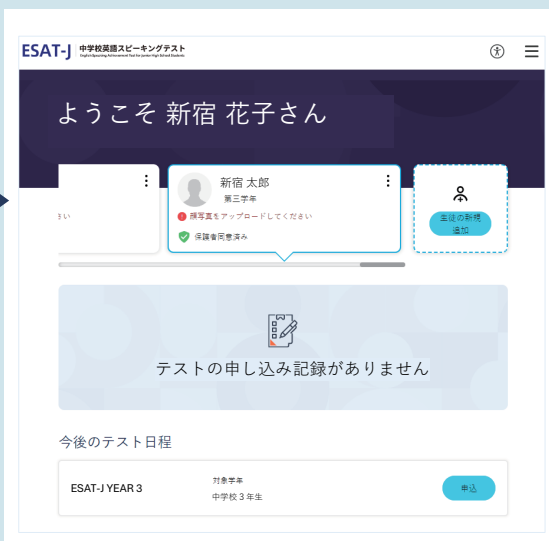 ESAT-J 中学校英語スピーキングテスト
English Speaking Achievement Test for Junior High School Students
ようこそ 新宿 花子さん
さい
新宿 太郎
第三学年
顔写真をアップロードしてください
保護者同意済み
生徒の新規
追加
テストの申し込み記録がありません
今後のテスト日程
ESAT-J YEAR 3
対象学年
中学校３年生
申込